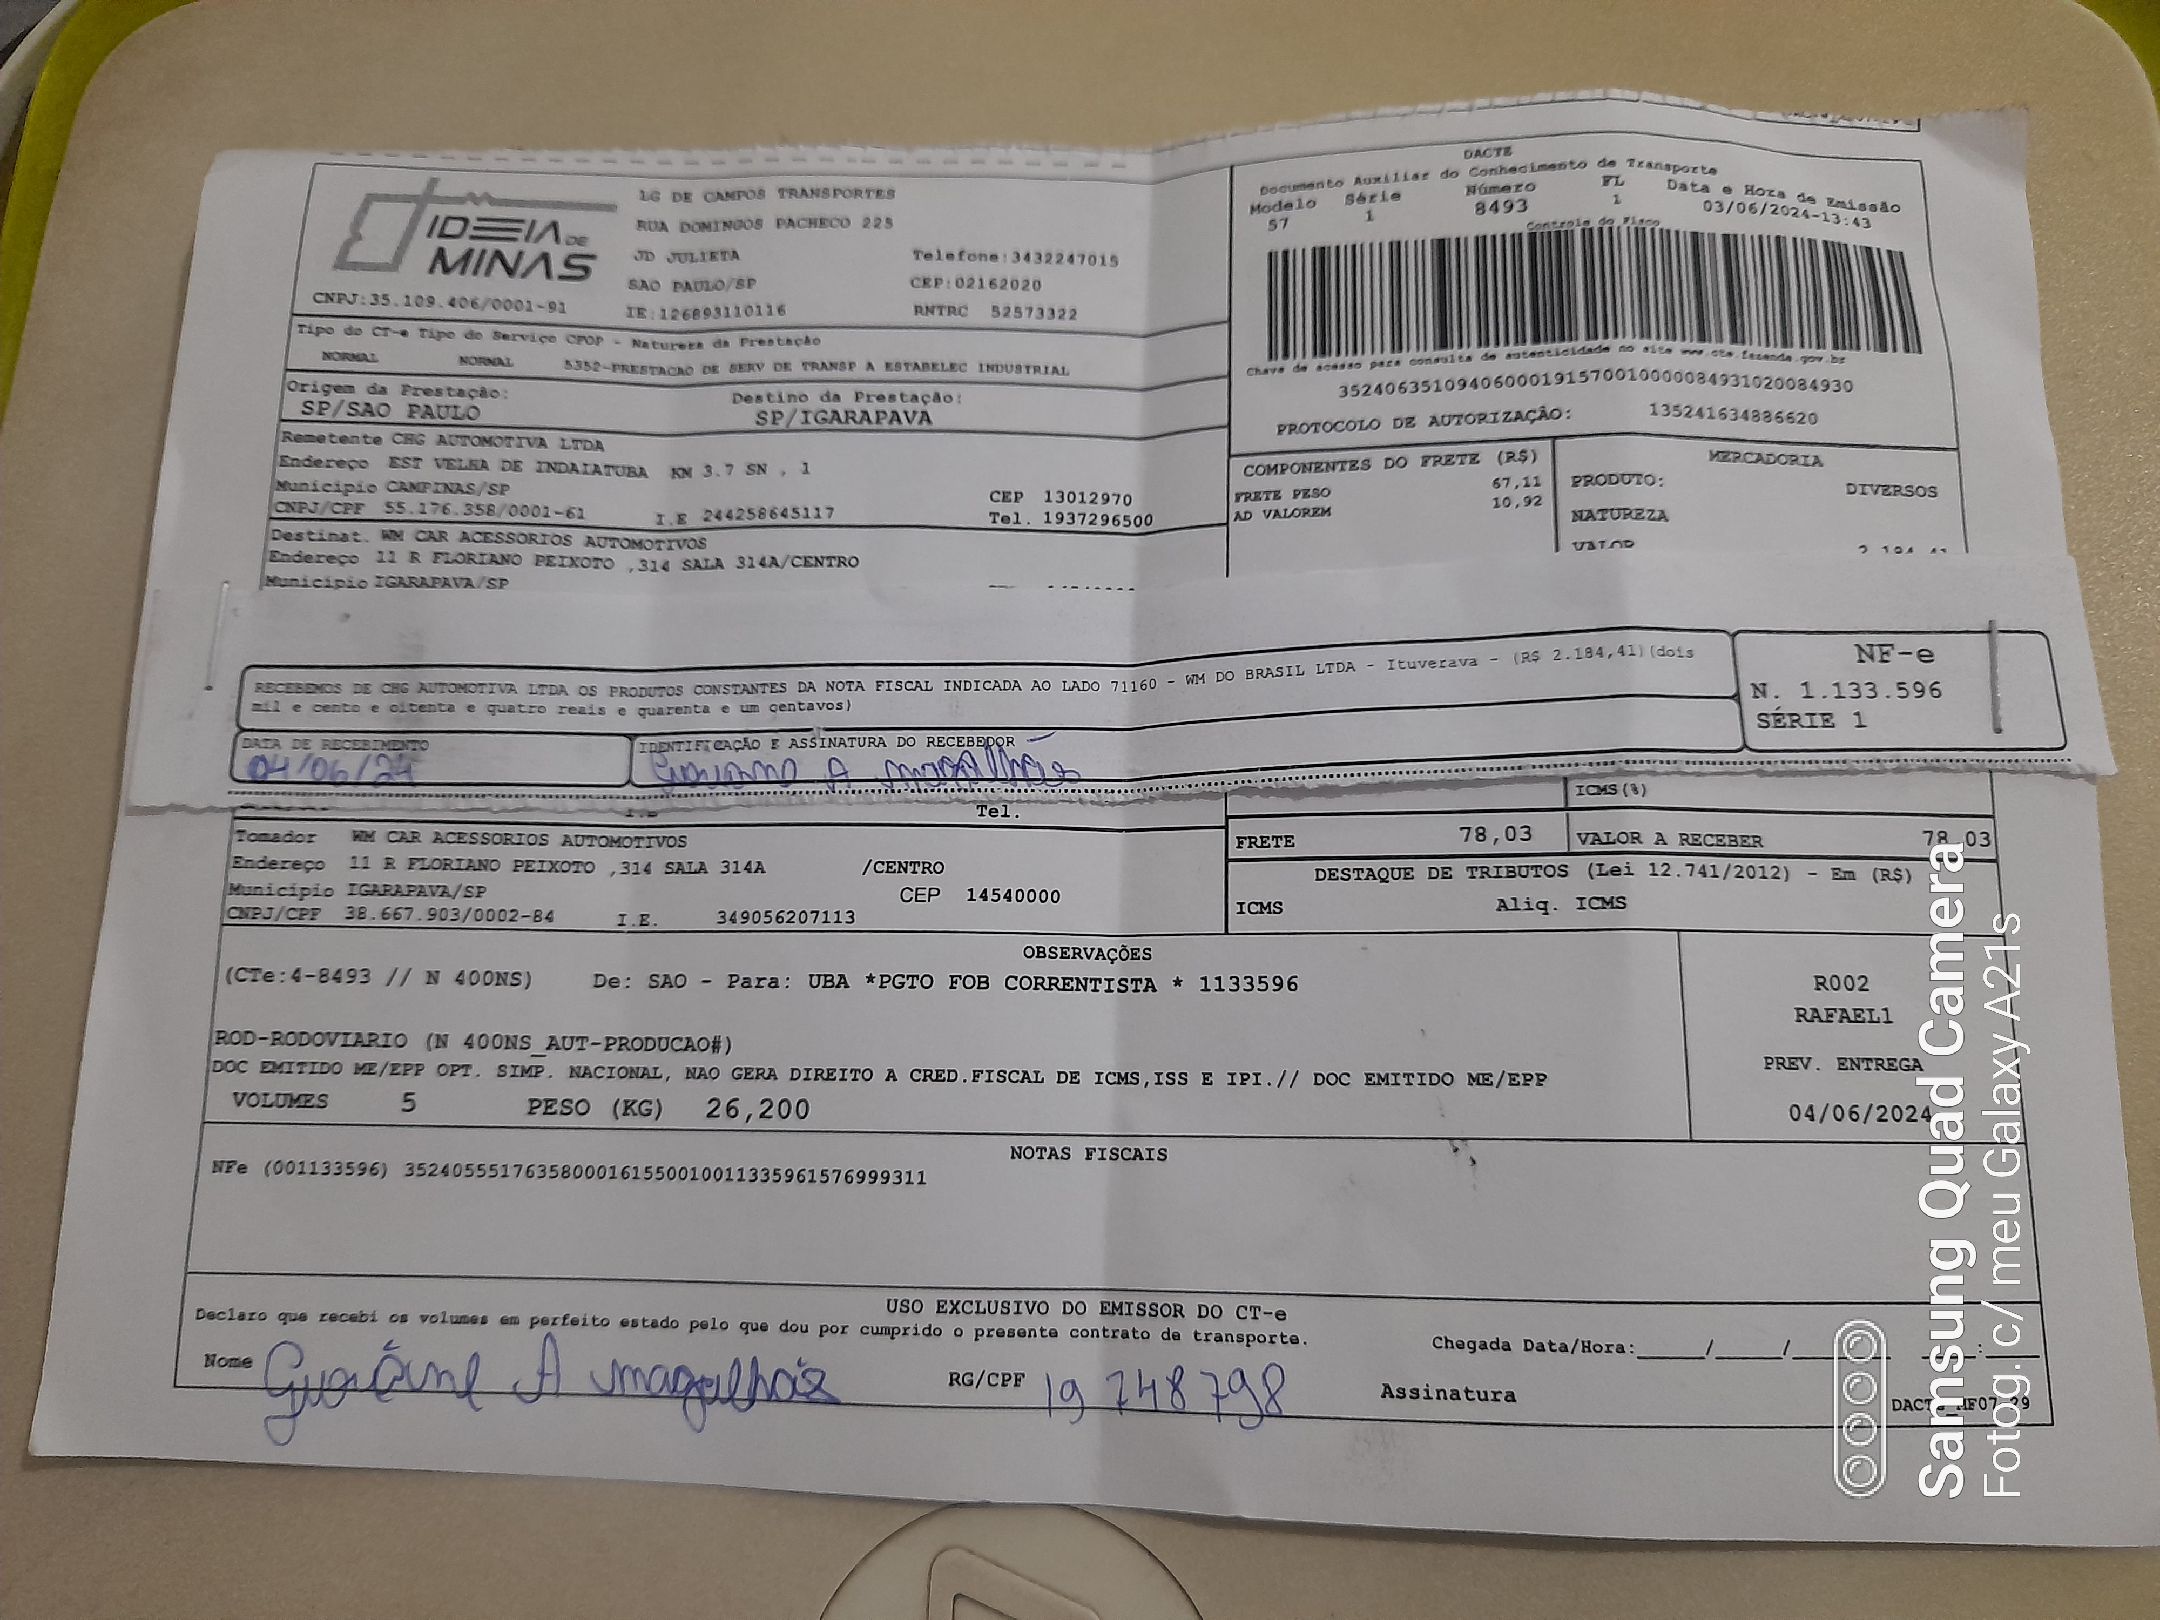 IDEIA DE MINAS
LG DE CAMPOS TRANSPORTES
RUA DOMINGOS PACHECO 225
JD JULIETA Telefone:3432247015
SAO PAULO/SP CEP:02162020
CNPJ:35.109.406/0001-91 IE:126893110116 RNTRC 52573322
DACTE
Documento Auxiliar do Conhecimento de Transporte
Modelo Série Número FL Data e Hora de Emissão
57 1 8493 1 03/06/2024-13:43
Controle do Fisco
Chave de acesso para consulta de autenticidade no site www.cte.fazenda.gov.br
35240635109406000191570010000084931020084930
PROTOCOLO DE AUTORIZAÇÃO: 135241634886620
Tipo do CT-e Tipo do Serviço CFOP - Natureza da Prestação
NORMAL NORMAL 5352-PRESTACAO DE SERV DE TRANSP A ESTABELEC INDUSTRIAL
Origem da Prestação: Destino da Prestação:
SP/SAO PAULO SP/IGARAPAVA
Remetente CHG AUTOMOTIVA LTDA
Endereço EST VELHA DE INDAIATUBA KM 3.7 SN , 1
Municipio CAMPINAS/SP CEP 13012970
CNPJ/CPF 55.176.358/0001-61 I.E 244258645117 Tel. 1937296500
COMPONENTES DO FRETE (R$)
FRETE PESO 67,11
AD VALOREM 10,92
MERCADORIA
PRODUTO: DIVERSOS
NATUREZA
VALOR 2.184,41
Destinat. WM CAR ACESSORIOS AUTOMOTIVOS
Endereço 11 R FLORIANO PEIXOTO ,314 SALA 314A/CENTRO
Municipio IGARAPAVA/SP
RECEBEMOS DE CHG AUTOMOTIVA LTDA OS PRODUTOS CONSTANTES DA NOTA FISCAL INDICADA AO LADO 71160 - WM DO BRASIL LTDA - Ituverava - (R$ 2.184,41)(dois
mil e cento e oitenta e quatro reais e quarenta e um centavos)
NF-e
N. 1.133.596
SÉRIE 1
DATA DE RECEBIMENTO IDENTIFICAÇÃO E ASSINATURA DO RECEBEDOR
04/06/24 A magalhães
Tel.
ICMS(%)
Tomador WM CAR ACESSORIOS AUTOMOTIVOS
Endereço 11 R FLORIANO PEIXOTO ,314 SALA 314A /CENTRO
Municipio IGARAPAVA/SP CEP 14540000
CNPJ/CPF 38.667.903/0002-84 I.E. 349056207113
FRETE 78,03 VALOR A RECEBER 78,03
DESTAQUE DE TRIBUTOS (Lei 12.741/2012) - Em (R$)
ICMS Aliq. ICMS
OBSERVAÇÕES
(CTe:4-8493 // N 400NS) De: SAO - Para: UBA *PGTO FOB CORRENTISTA * 1133596
ROD-RODOVIARIO (N 400NS_AUT-PRODUCAO#)
DOC EMITIDO ME/EPP OPT. SIMP. NACIONAL, NAO GERA DIREITO A CRED.FISCAL DE ICMS,ISS E IPI.// DOC EMITIDO ME/EPP
VOLUMES 5 PESO (KG) 26,200
R002
RAFAEL1
PREV. ENTREGA
04/06/2024
NOTAS FISCAIS
NFe (001133596) 35240555176358000161550010011335961576999311
USO EXCLUSIVO DO EMISSOR DO CT-e
Declaro que recebi os volumes em perfeito estado pelo que dou por cumprido o presente contrato de transporte.
Chegada Data/Hora:____/____/____ ____:____
Nome A magalhães RG/CPF 19 748798 Assinatura
Samsung Quad Camera
Fotog. c/ meu Galaxy A21s